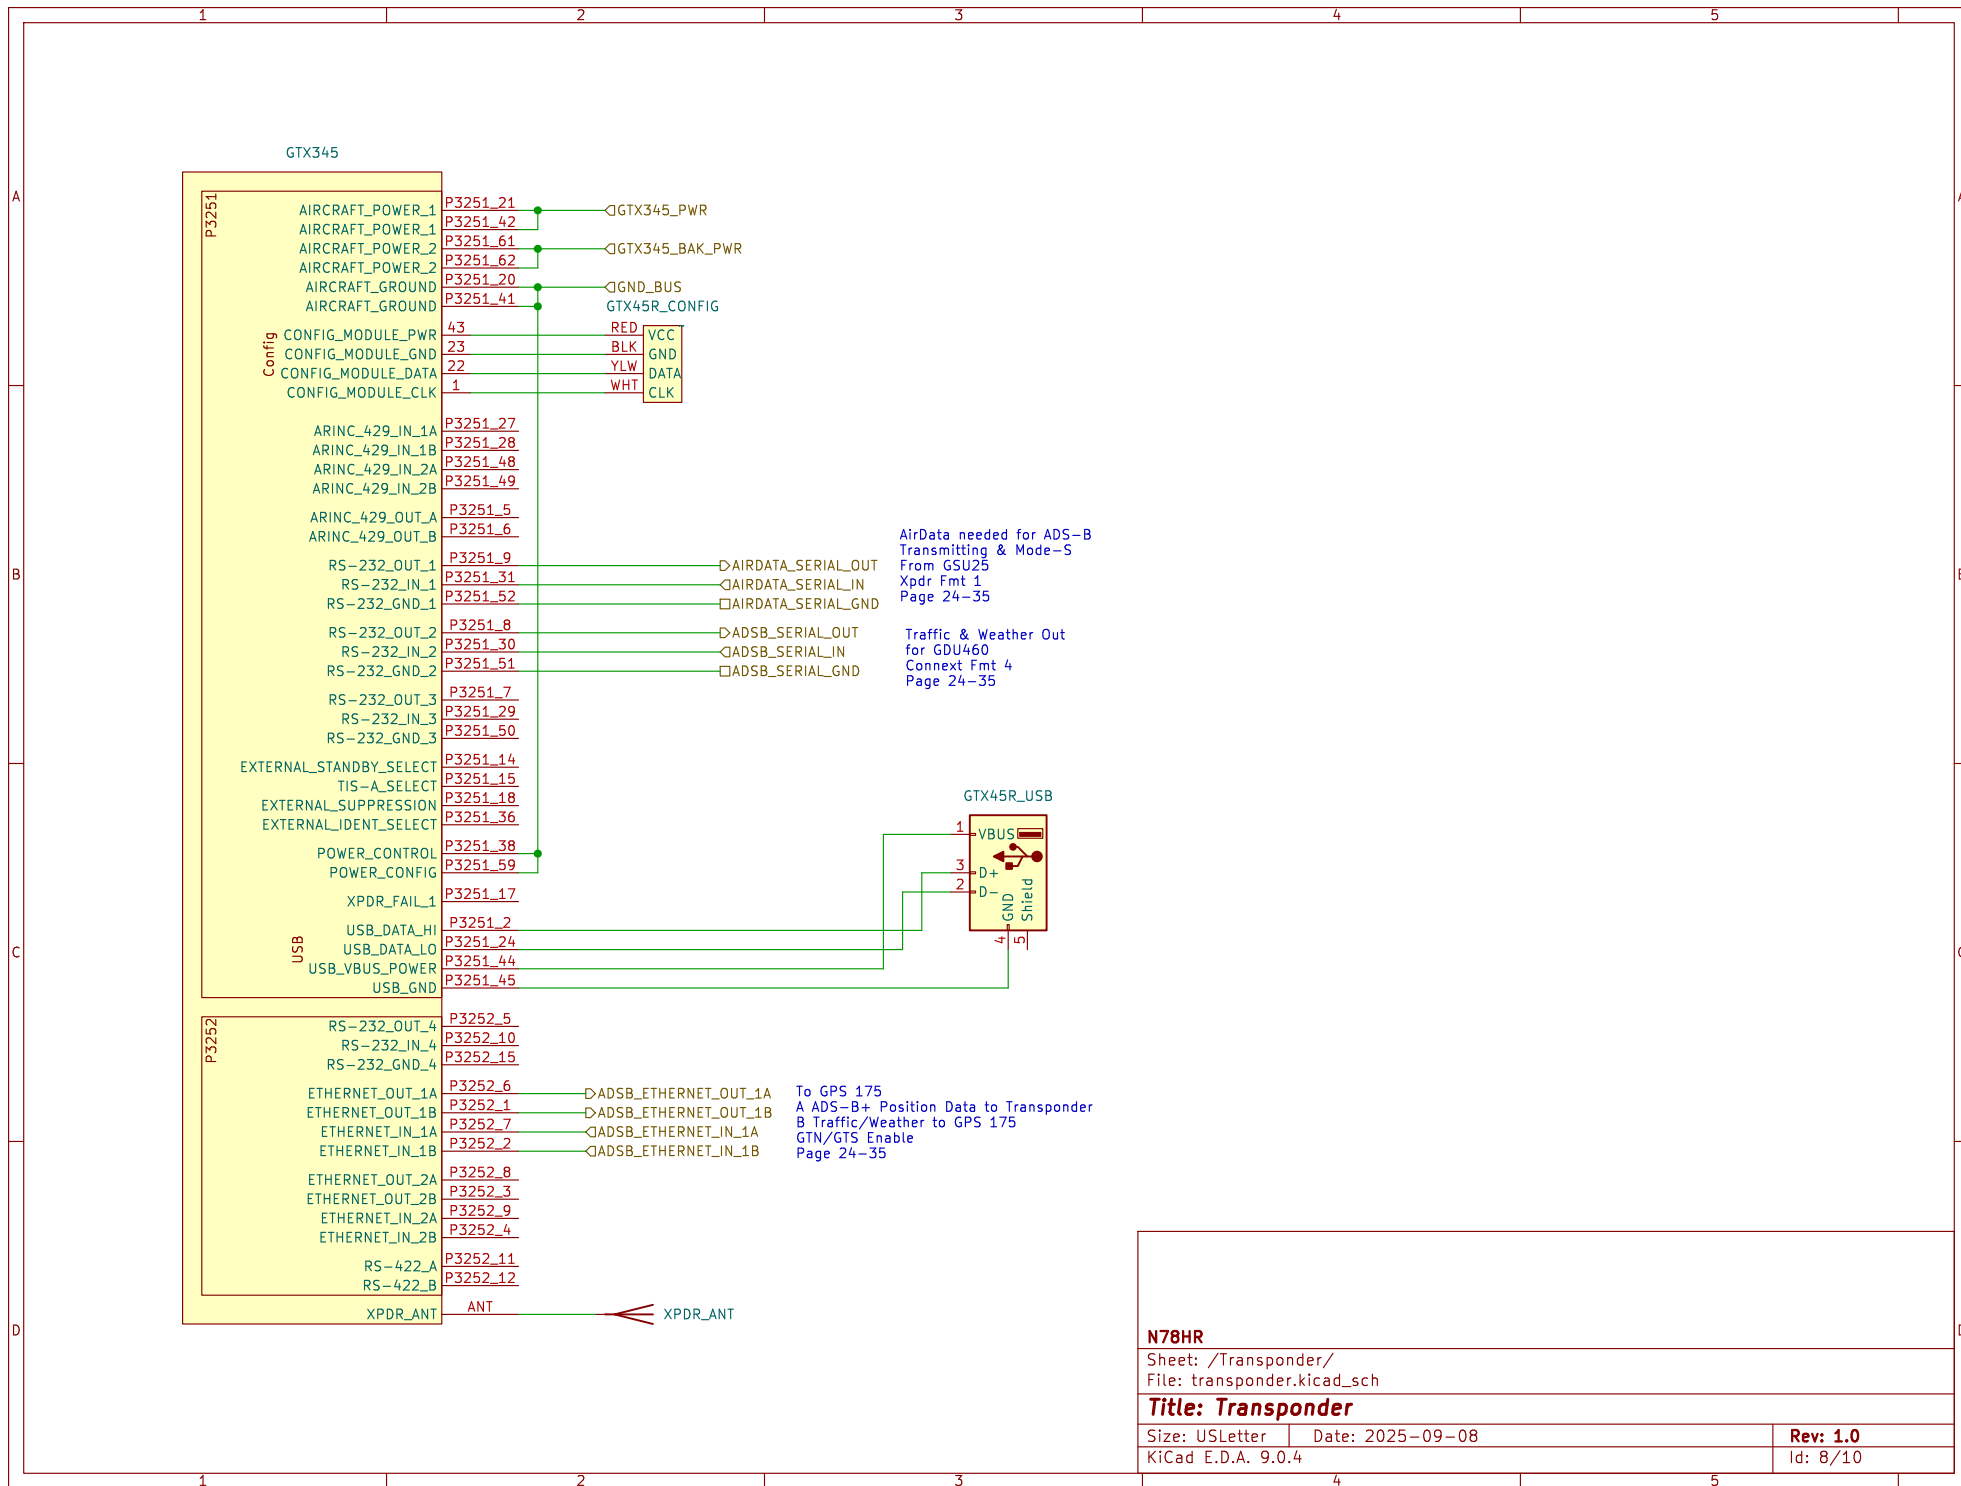 1 2 3 4 5
A
B
C
D
GTX345
P3251
AIRCRAFT_POWER_1 P3251_21 GTX345_PWR
AIRCRAFT_POWER_1 P3251_42
AIRCRAFT_POWER_2 P3251_61 GTX345_BAK_PWR
AIRCRAFT_POWER_2 P3251_62
AIRCRAFT_GROUND P3251_20 GND_BUS
AIRCRAFT_GROUND P3251_41
GTX45R_CONFIG
Config
CONFIG_MODULE_PWR 43 RED VCC
CONFIG_MODULE_GND 23 BLK GND
CONFIG_MODULE_DATA 22 YLW DATA
CONFIG_MODULE_CLK 1 WHT CLK
ARINC_429_IN_1A P3251_27
ARINC_429_IN_1B P3251_28
ARINC_429_IN_2A P3251_48
ARINC_429_IN_2B P3251_49
ARINC_429_OUT_A P3251_5
ARINC_429_OUT_B P3251_6
RS-232_OUT_1 P3251_9 AIRDATA_SERIAL_OUT
RS-232_IN_1 P3251_31 AIRDATA_SERIAL_IN
RS-232_GND_1 P3251_52 AIRDATA_SERIAL_GND
AirData needed for ADS-B
Transmitting & Mode-S
From GSU25
Xpdr Fmt 1
Page 24-35
RS-232_OUT_2 P3251_8 ADSB_SERIAL_OUT
RS-232_IN_2 P3251_30 ADSB_SERIAL_IN
RS-232_GND_2 P3251_51 ADSB_SERIAL_GND
Traffic & Weather Out
for GDU460
Connext Fmt 4
Page 24-35
RS-232_OUT_3 P3251_7
RS-232_IN_3 P3251_29
RS-232_GND_3 P3251_50
EXTERNAL_STANDBY_SELECT P3251_14
TIS-A_SELECT P3251_15
EXTERNAL_SUPPRESSION P3251_18
EXTERNAL_IDENT_SELECT P3251_36
POWER_CONTROL P3251_38
POWER_CONFIG P3251_59
XPDR_FAIL_1 P3251_17
USB
USB_DATA_HI P3251_2
USB_DATA_LO P3251_24
USB_VBUS_POWER P3251_44
USB_GND P3251_45
GTX45R_USB
1 VBUS
3 D+
2 D-
GND Shield
4 5
P3252
RS-232_OUT_4 P3252_5
RS-232_IN_4 P3252_10
RS-232_GND_4 P3252_15
ETHERNET_OUT_1A P3252_6 ADSB_ETHERNET_OUT_1A
ETHERNET_OUT_1B P3252_1 ADSB_ETHERNET_OUT_1B
ETHERNET_IN_1A P3252_7 ADSB_ETHERNET_IN_1A
ETHERNET_IN_1B P3252_2 ADSB_ETHERNET_IN_1B
To GPS 175
A ADS-B+ Position Data to Transponder
B Traffic/Weather to GPS 175
GTN/GTS Enable
Page 24-35
ETHERNET_OUT_2A P3252_8
ETHERNET_OUT_2B P3252_3
ETHERNET_IN_2A P3252_9
ETHERNET_IN_2B P3252_4
RS-422_A P3252_11
RS-422_B P3252_12
XPDR_ANT ANT XPDR_ANT
N78HR
Sheet: /Transponder/
File: transponder.kicad_sch
Title: Transponder
Size: USLetter Date: 2025-09-08 Rev: 1.0
KiCad E.D.A. 9.0.4 Id: 8/10
1 2 3 4 5